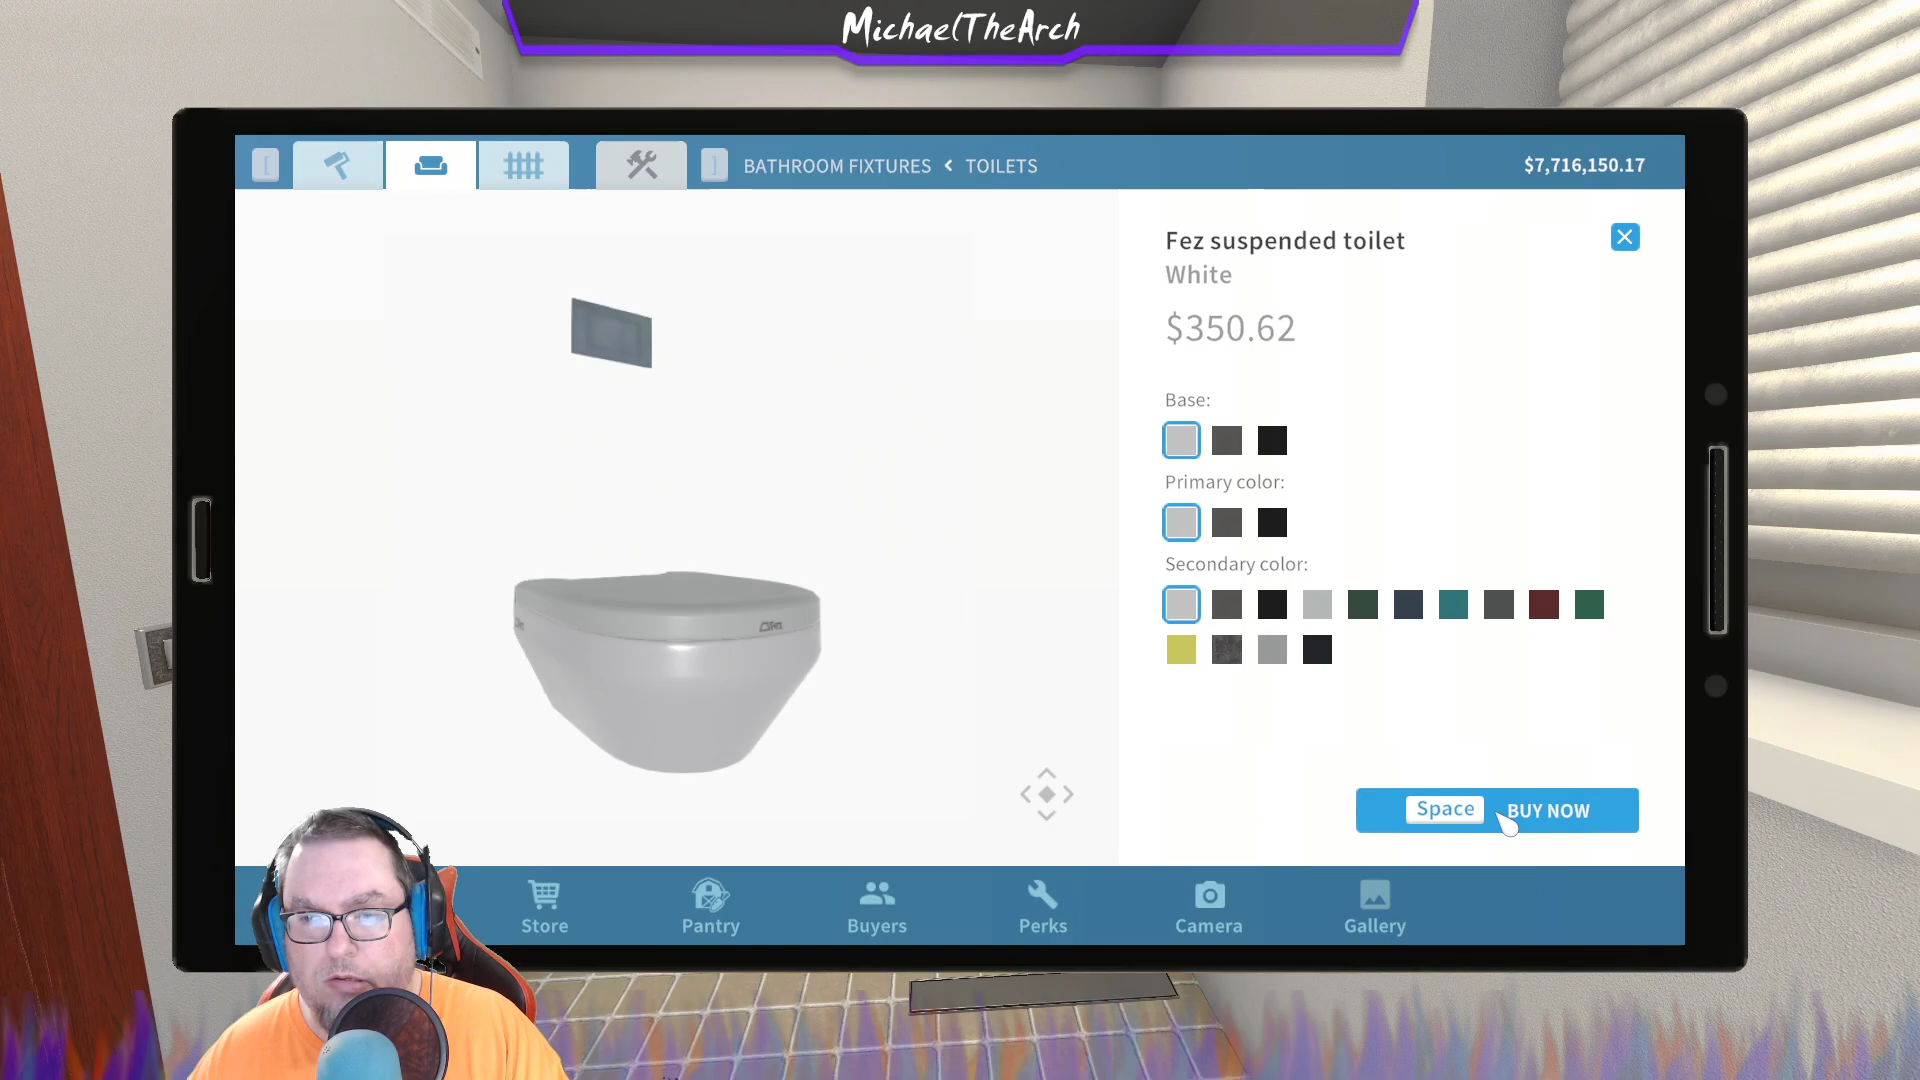 MichaelTheArch
[
]
BATHROOM FIXTURES < TOILETS
$7,716,150.17
Fez suspended toilet
White
$350.62
Base:
Primary color:
Secondary color:
Space BUY NOW
Store
Pantry
Buyers
Perks
Camera
Gallery